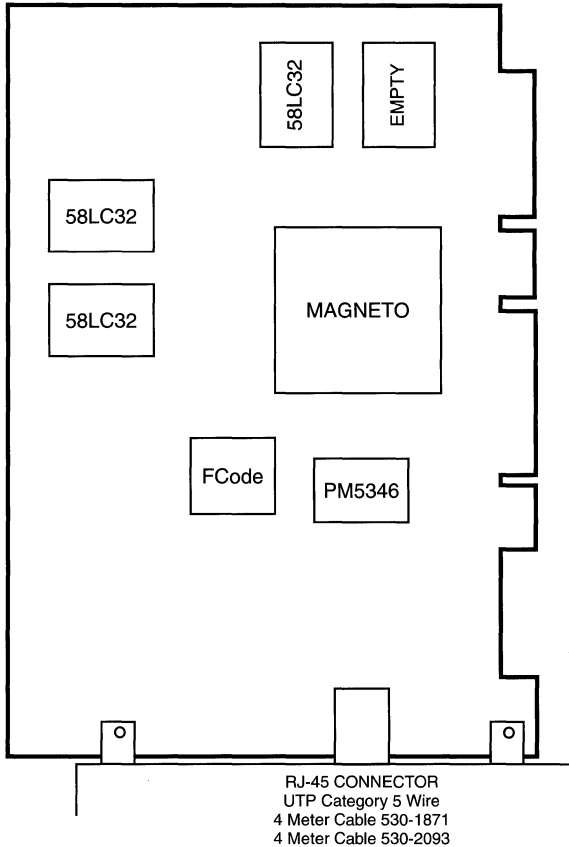 58LC32
EMPTY
58LC32
58LC32
MAGNETO
FCode
PM5346
RJ-45 CONNECTOR
UTP Category 5 Wire
4 Meter Cable 530-1871
4 Meter Cable 530-2093